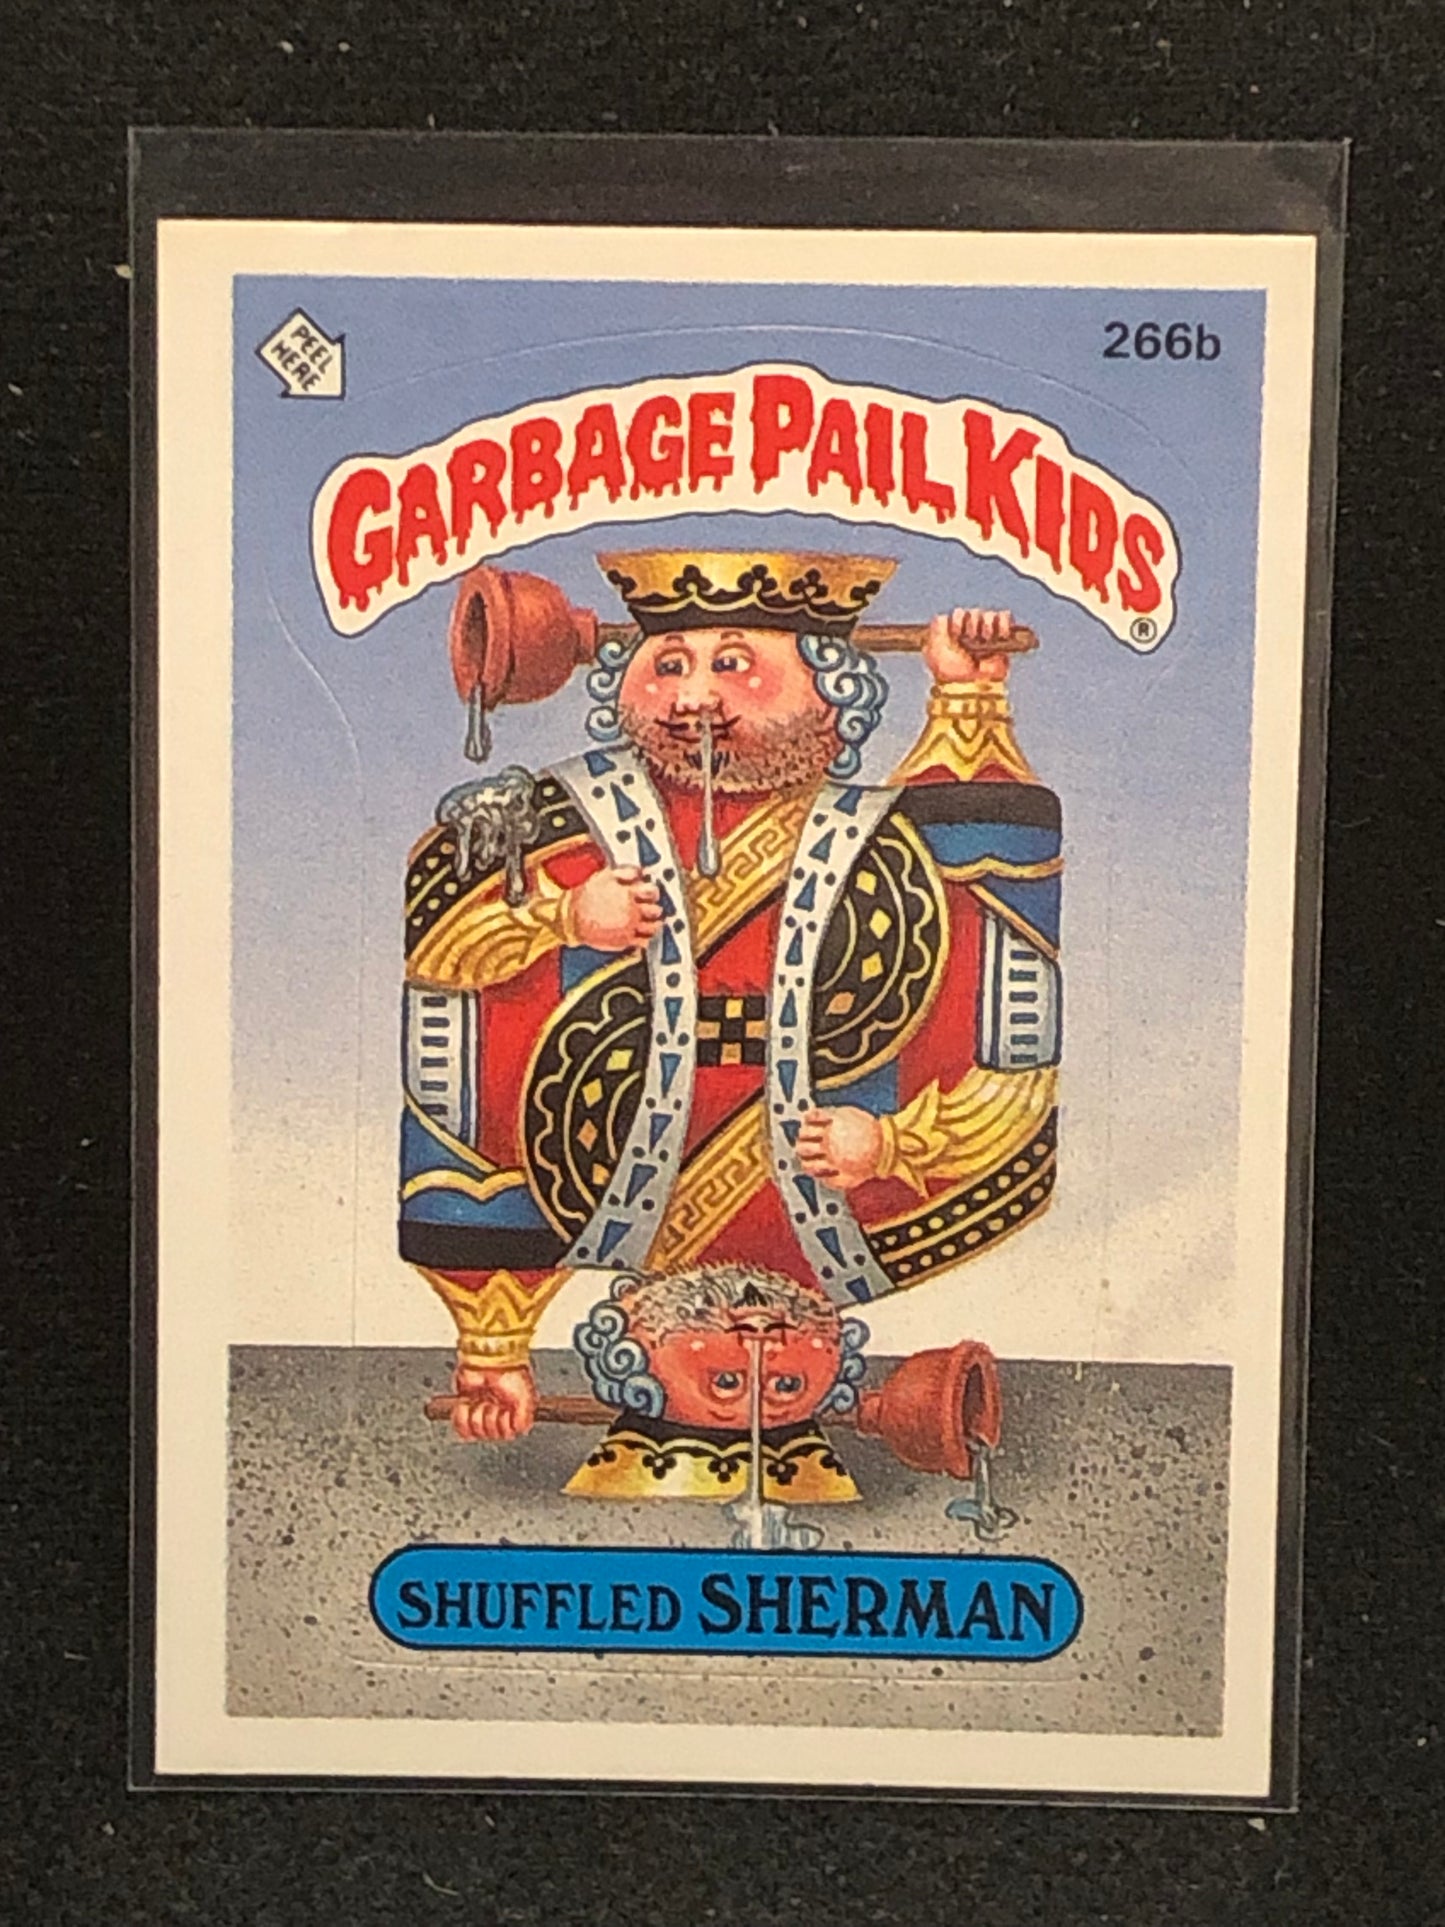 PEEL
HERE
266b
GARBAGE PAIL KIDS
®
SHUFFLED SHERMAN